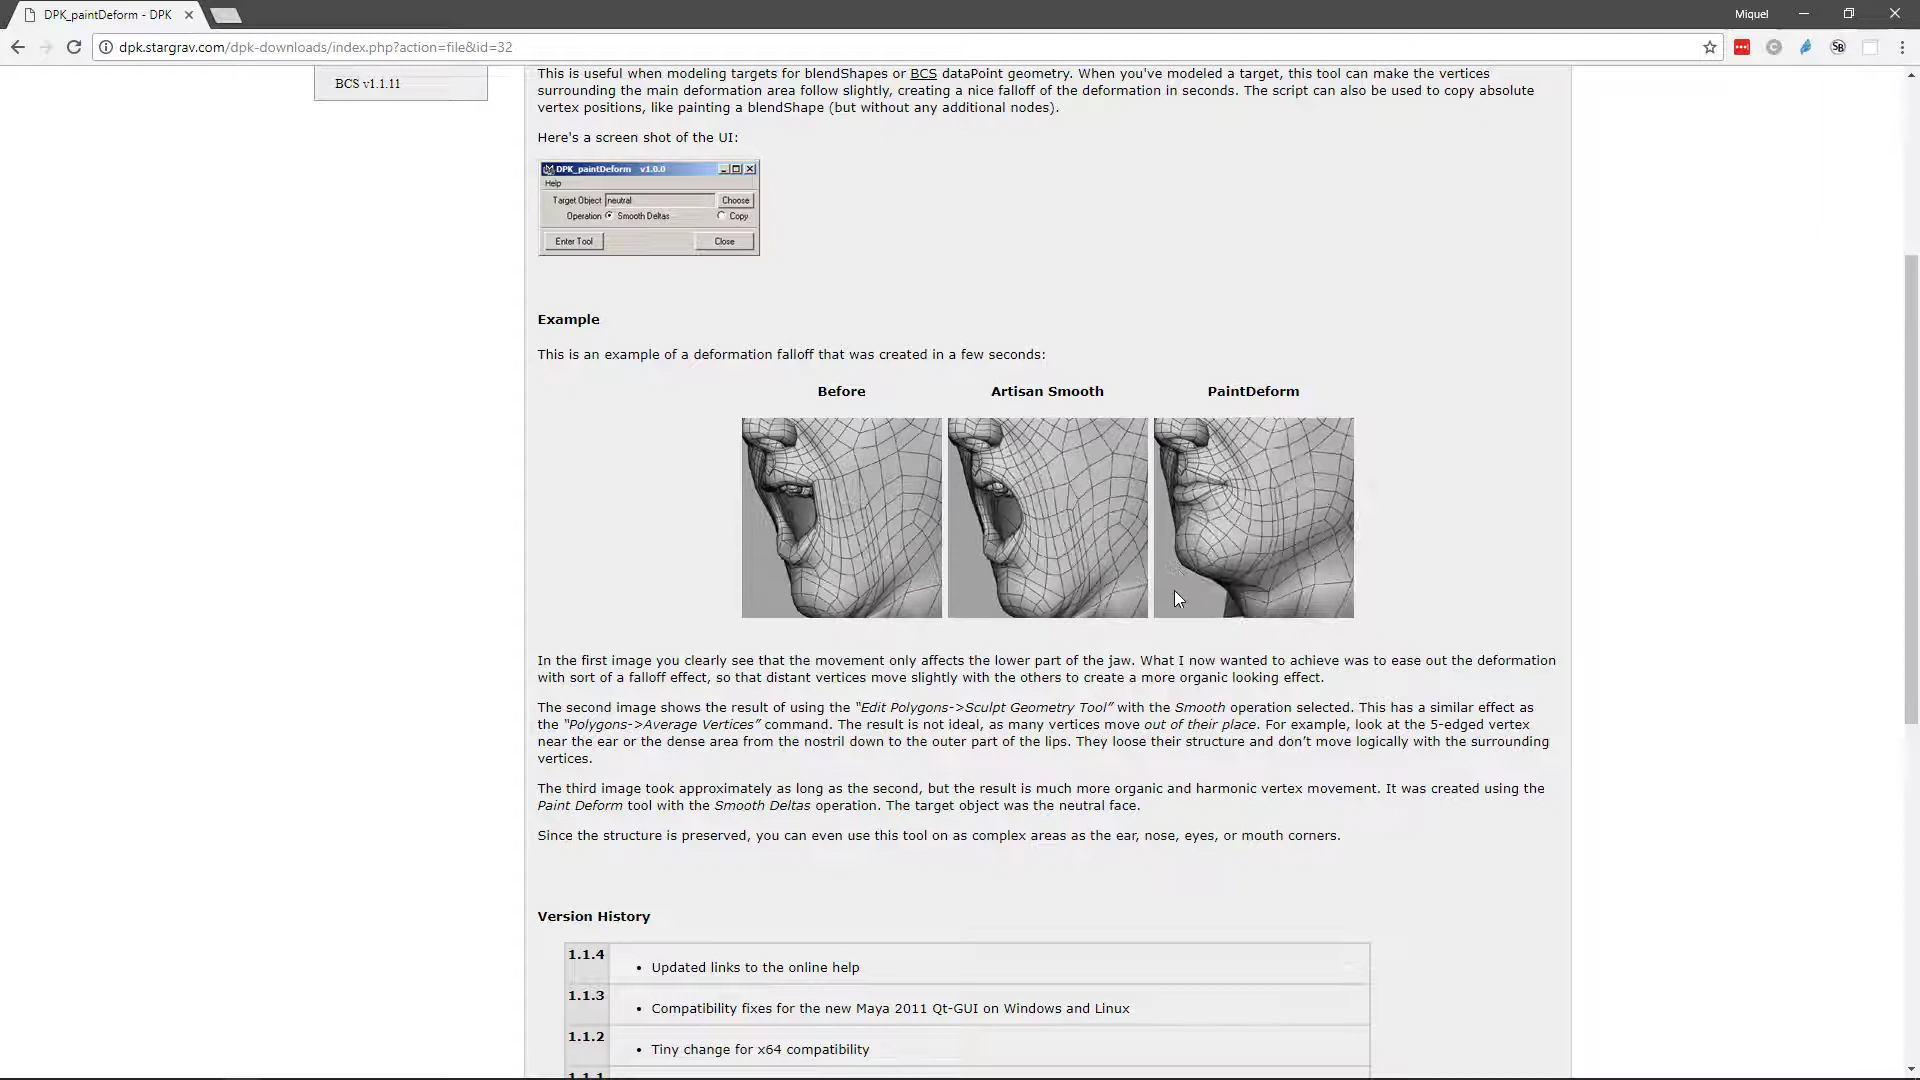 DPK_paintDeform - DPK
Miquel
dpk.stargrav.com/dpk-downloads/index.php?action=file&id=32
BCS v1.1.11
This is useful when modeling targets for blendShapes or BCS dataPoint geometry. When you've modeled a target, this tool can make the vertices
surrounding the main deformation area follow slightly, creating a nice falloff of the deformation in seconds. The script can also be used to copy absolute
vertex positions, like painting a blendShape (but without any additional nodes).
Here's a screen shot of the UI:
DPK_paintDeform v1.0.0
Help
Target Object neutral Choose
Operation Smooth Deltas Copy
Enter Tool Close
Example
This is an example of a deformation falloff that was created in a few seconds:
Before Artisan Smooth PaintDeform
In the first image you clearly see that the movement only affects the lower part of the jaw. What I now wanted to achieve was to ease out the deformation
with sort of a falloff effect, so that distant vertices move slightly with the others to create a more organic looking effect.
The second image shows the result of using the “Edit Polygons->Sculpt Geometry Tool” with the Smooth operation selected. This has a similar effect as
the “Polygons->Average Vertices” command. The result is not ideal, as many vertices move out of their place. For example, look at the 5-edged vertex
near the ear or the dense area from the nostril down to the outer part of the lips. They loose their structure and don’t move logically with the surrounding
vertices.
The third image took approximately as long as the second, but the result is much more organic and harmonic vertex movement. It was created using the
Paint Deform tool with the Smooth Deltas operation. The target object was the neutral face.
Since the structure is preserved, you can even use this tool on as complex areas as the ear, nose, eyes, or mouth corners.
Version History
1.1.4
• Updated links to the online help
1.1.3
• Compatibility fixes for the new Maya 2011 Qt-GUI on Windows and Linux
1.1.2
• Tiny change for x64 compatibility
1.1.1